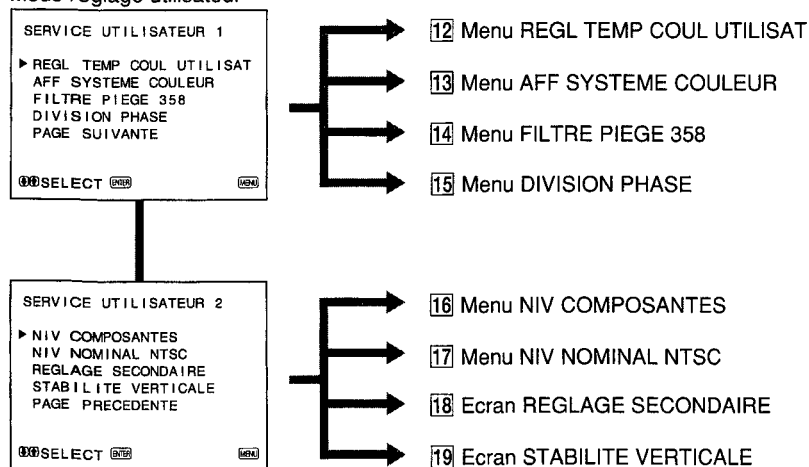 Mode réglage utilisateur
SERVICE UTILISATEUR 1
REGL TEMP COUL UTILISAT
AFF SYSTEME COULEUR
FILTRE PIEGE 358
DIVISION PHASE
PAGE SUIVANTE
SELECT ENTER MENU
12 Menu REGL TEMP COUL UTILISAT
13 Menu AFF SYSTEME COULEUR
14 Menu FILTRE PIEGE 358
15 Menu DIVISION PHASE
SERVICE UTILISATEUR 2
NIV COMPOSANTES
NIV NOMINAL NTSC
REGLAGE SECONDAIRE
STABILITE VERTICALE
PAGE PRECEDENTE
SELECT ENTER MENU
16 Menu NIV COMPOSANTES
17 Menu NIV NOMINAL NTSC
18 Ecran REGLAGE SECONDAIRE
19 Ecran STABILITE VERTICALE